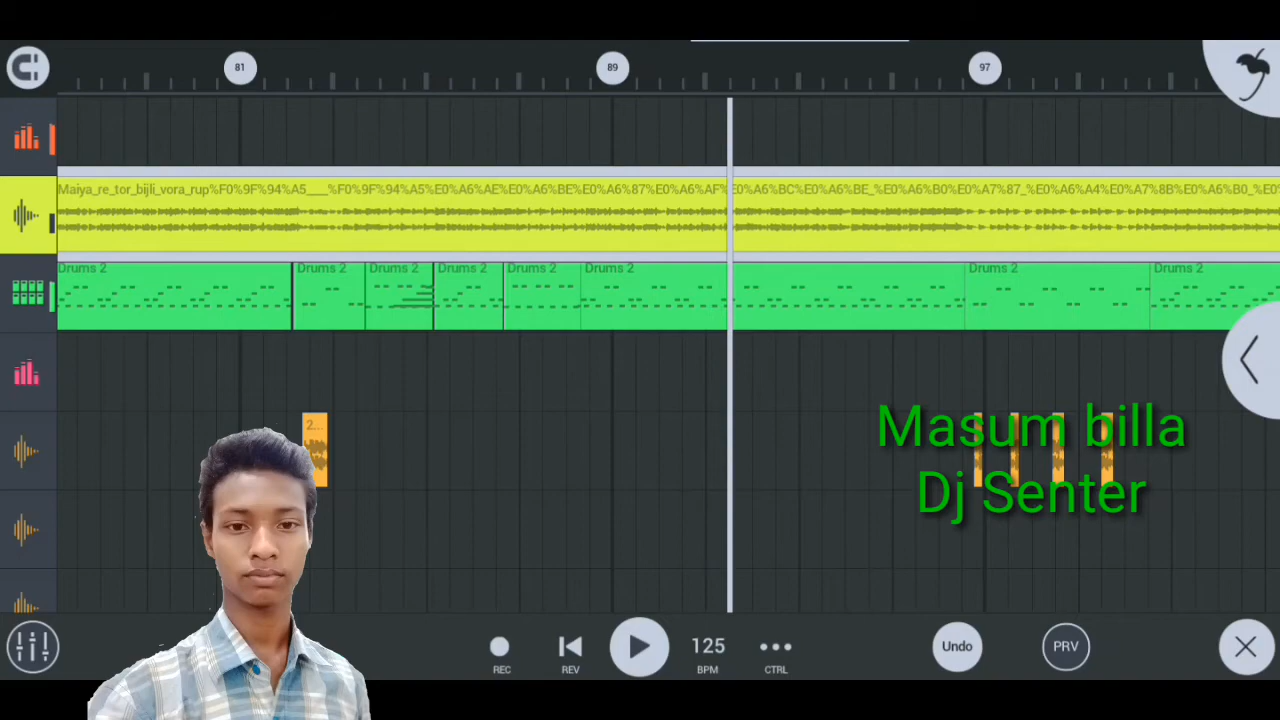 81 89 97
Maiya_re_tor_bijli_vora_rup%F0%9F%94%A5___%F0%9F%94%A5%E0%A6%AE%E0%A6%BE%E0%A6%87%E0%A6%AF%E0%A6%BC%E0%A6%BE_%E0%A6%B0%E0%A7%87_%E0%A6%A4%E0%A7%8B%E0%A6%B0_%E0
Drums 2 Drums 2 Drums 2 Drums 2 Drums 2 Drums 2 Drums 2 Drums 2
2...
Masum billa
Dj Senter
125 Undo PRV
REC REV BPM CTRL